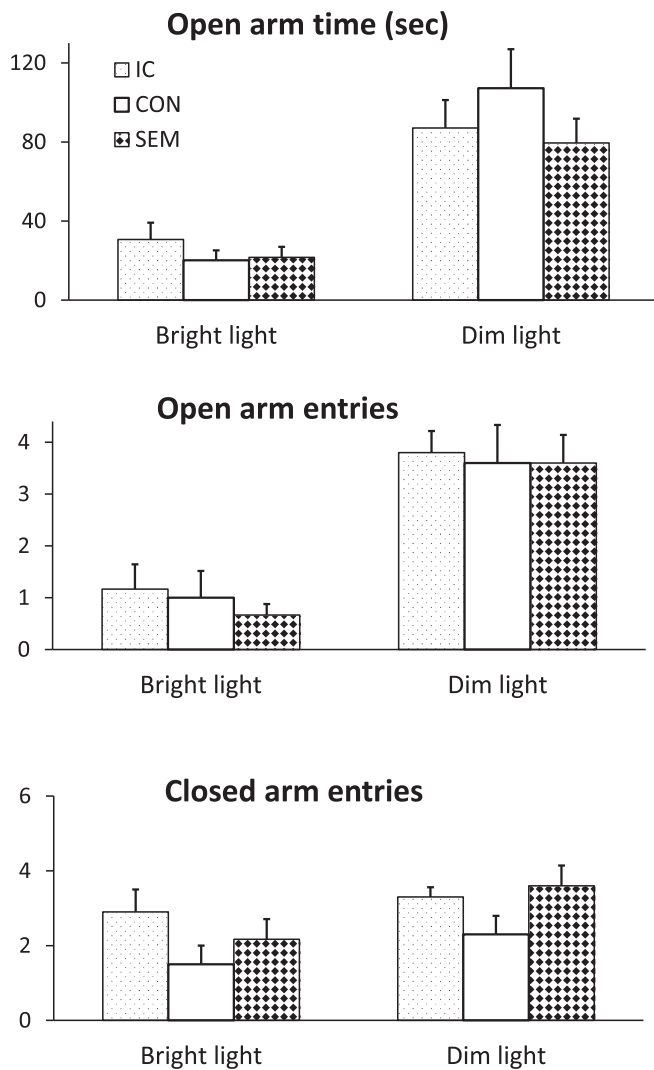 Open arm time (sec)
120
80
40
0
IC
CON
SEM
Bright light
Dim light
Open arm entries
4
3
2
1
0
Bright light
Dim light
Closed arm entries
6
4
2
0
Bright light
Dim light